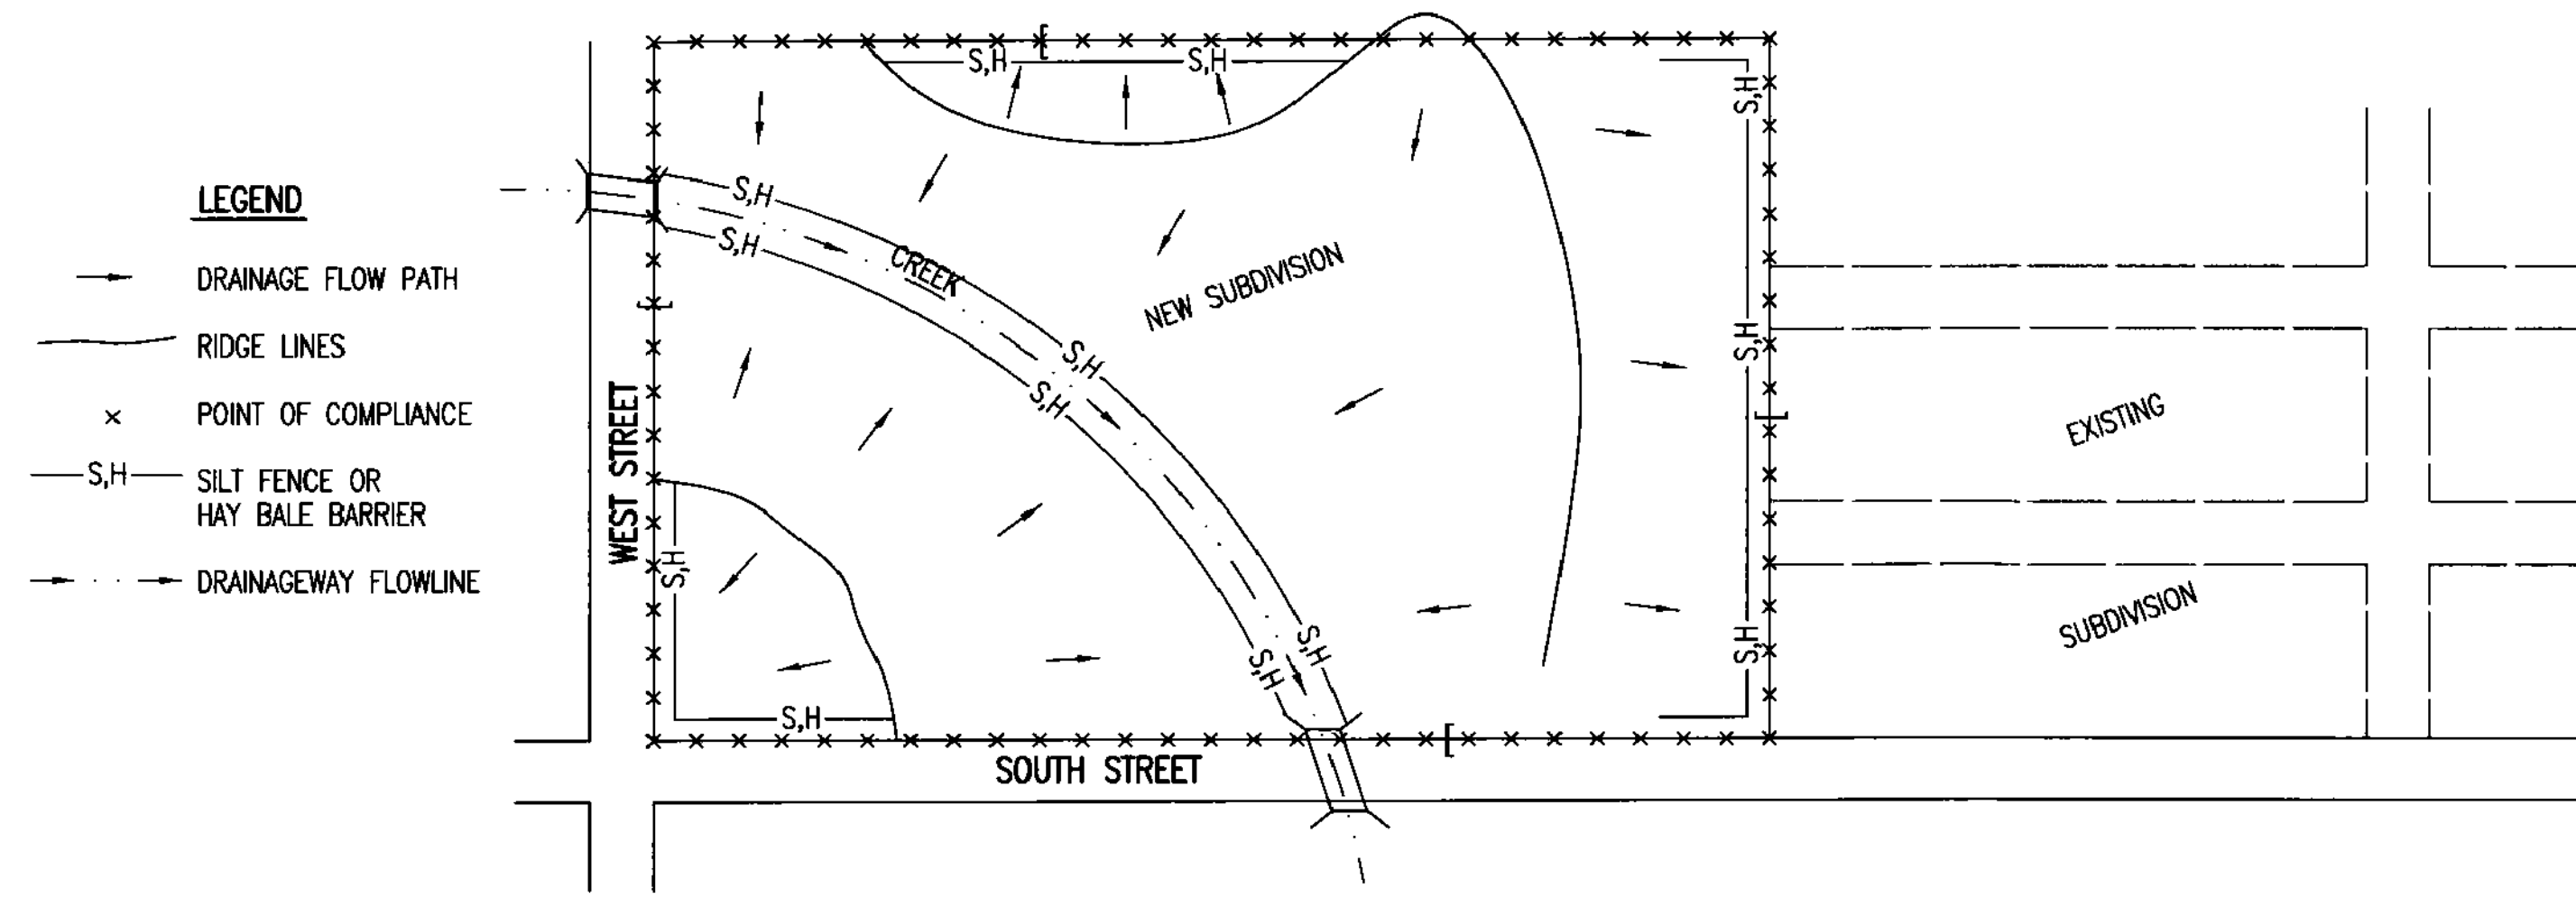 LEGEND
DRAINAGE FLOW PATH
RIDGE LINES
x POINT OF COMPLIANCE
S,H SILT FENCE OR
HAY BALE BARRIER
DRAINAGEWAY FLOWLINE
S,H
S,H
S,H
S,H
S,H
CREEK
NEW SUBDIVISION
S,H
S,H
S,H
WEST STREET
S,H
S,H
S,H
S,H
S,H
S,H
SOUTH STREET
EXISTING
SUBDIVISION